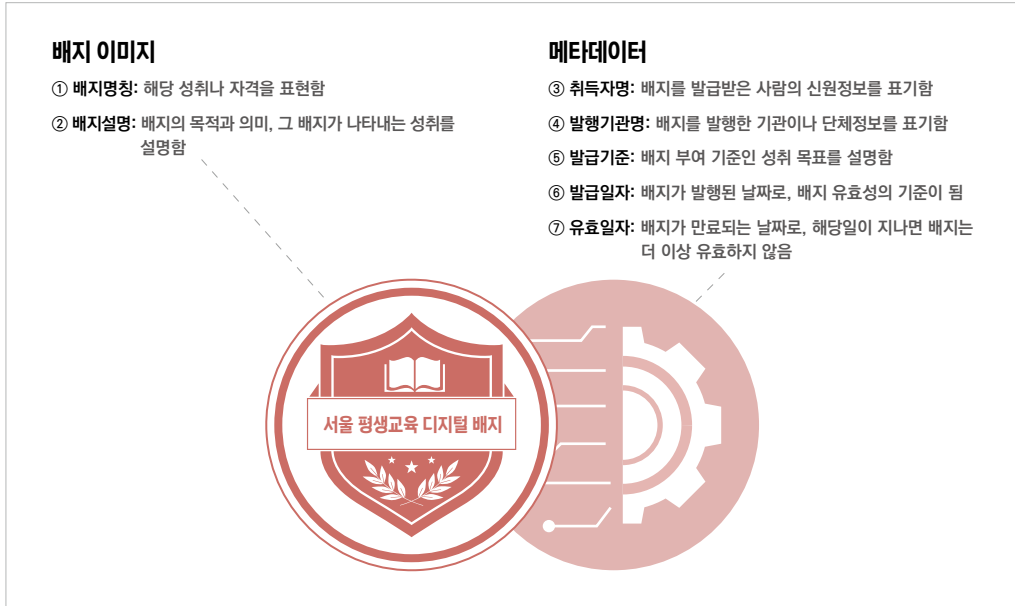 배지 이미지
① 배지명칭: 해당 성취나 자격을 표현함
② 배지설명: 배지의 목적과 의미, 그 배지가 나타내는 성취를
설명함
메타데이터
③ 취득자명: 배지를 발급받은 사람의 신원정보를 표기함
④ 발행기관명: 배지를 발행한 기관이나 단체정보를 표기함
⑤ 발급기준: 배지 부여 기준인 성취 목표를 설명함
⑥ 발급일자: 배지가 발행된 날짜로, 배지 유효성의 기준이 됨
⑦ 유효일자: 배지가 만료되는 날짜로, 해당일이 지나면 배지는
더 이상 유효하지 않음
서울 평생교육 디지털 배지